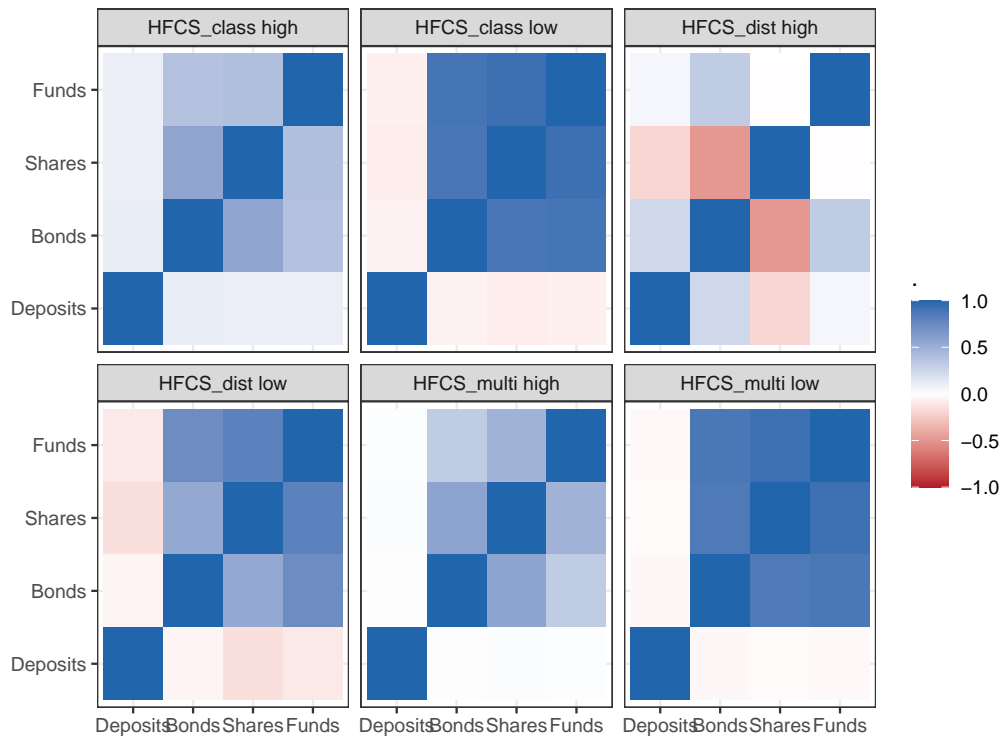 HFCS_class high
HFCS_class low
HFCS_dist high
Funds
Shares
Bonds
Deposits
HFCS_dist low
HFCS_multi high
HFCS_multi low
Funds
Shares
Bonds
Deposits
Deposits Bonds Shares Funds
Deposits Bonds Shares Funds
Deposits Bonds Shares Funds
.
1.0
0.5
0.0
−0.5
−1.0